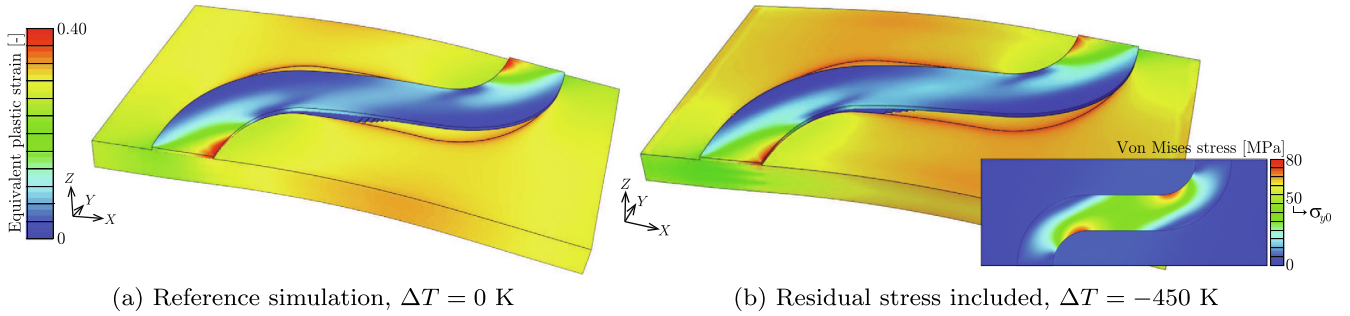 Equivalent plastic strain [-]
0.40
0
Z
Y
X
Z
Y
X
Von Mises stress [MPa]
80
50
σy0
0
(a) Reference simulation, ΔT = 0 K
(b) Residual stress included, ΔT = −450 K